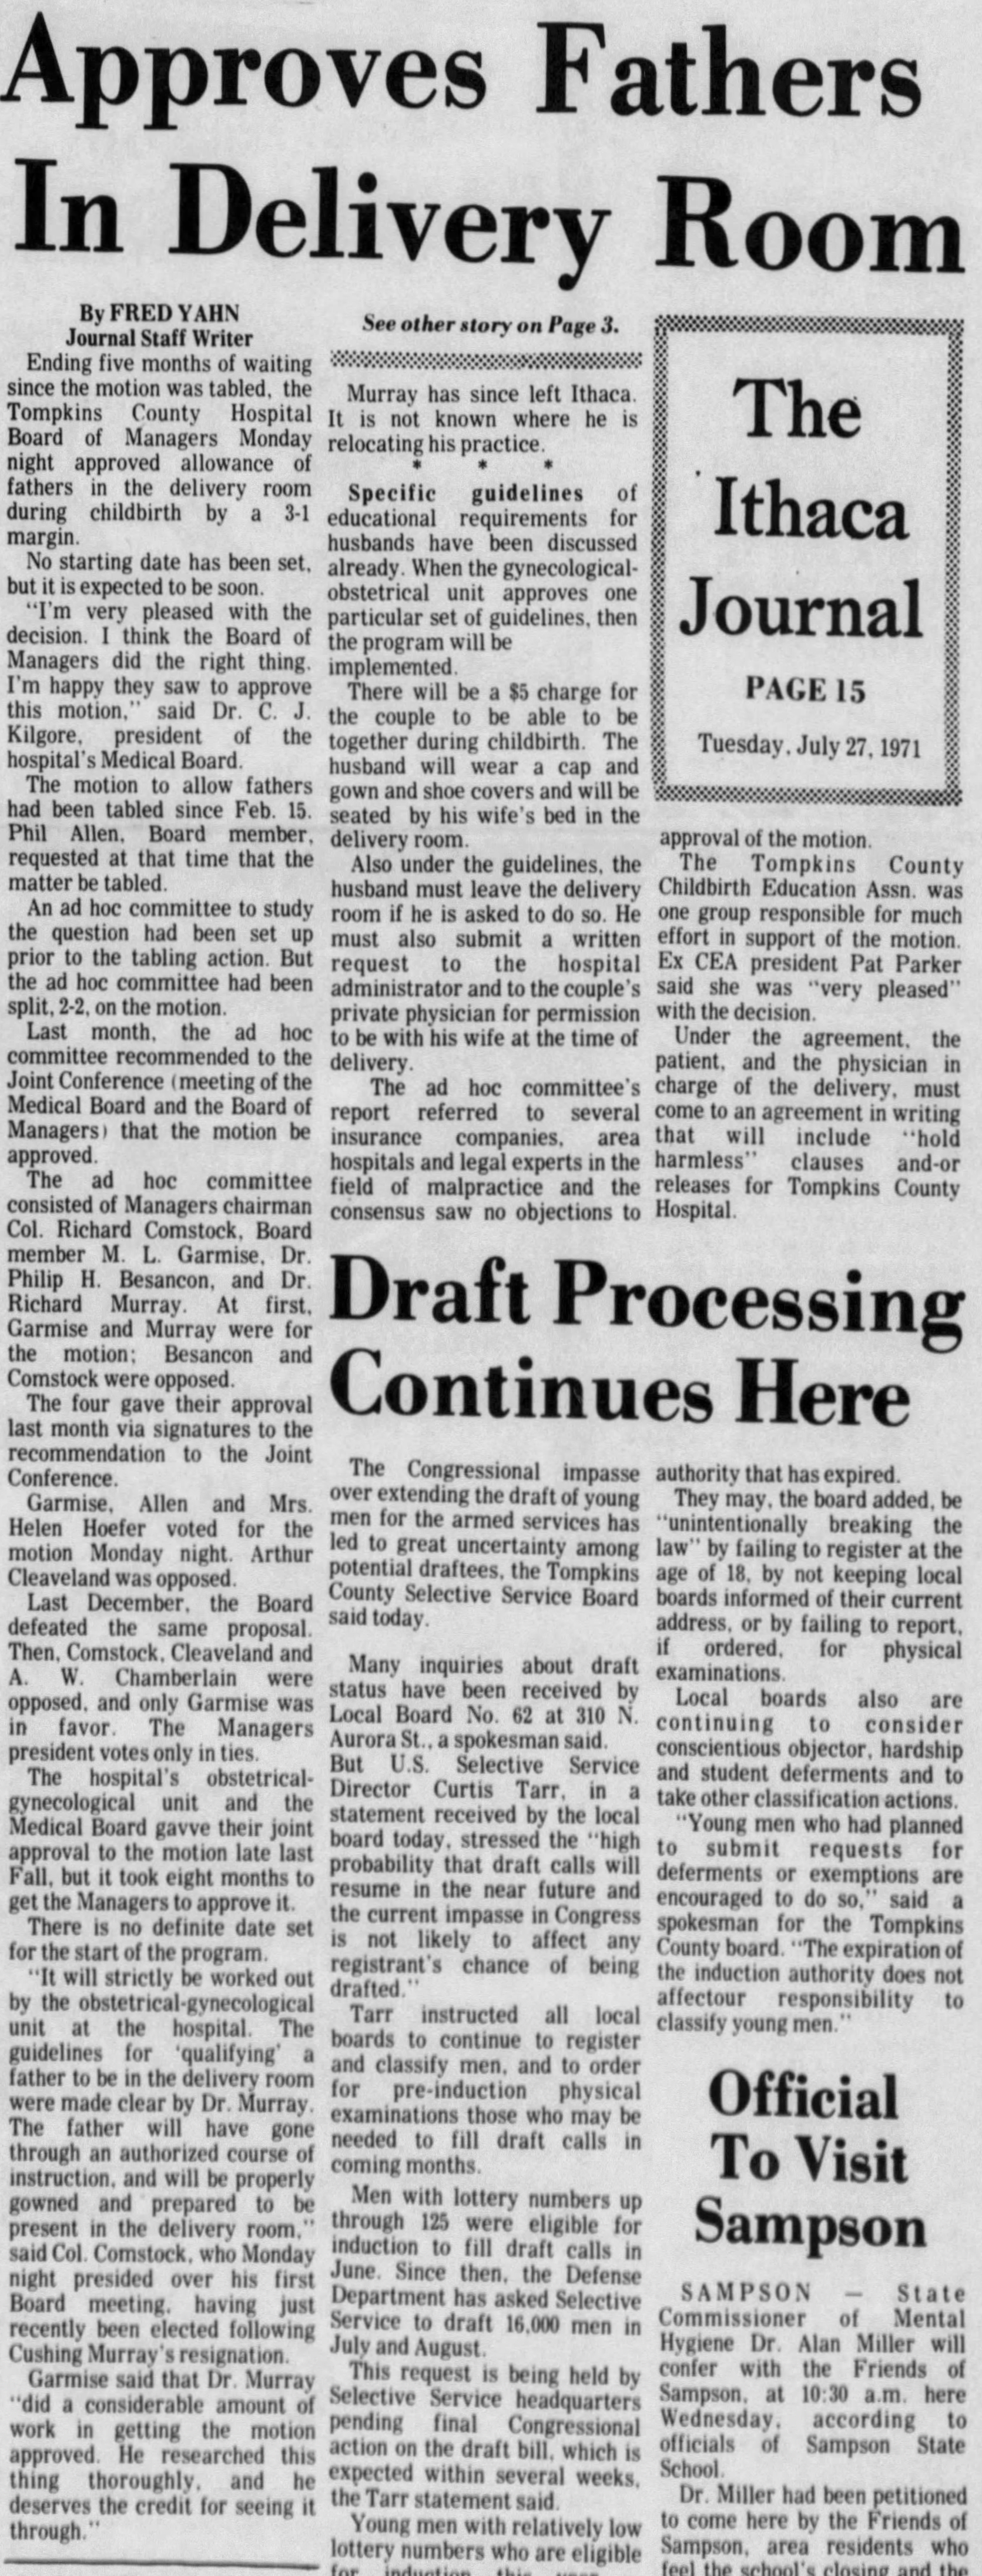 Approves Fathers
In Delivery Room
By FRED YAHN
Journal Staff Writer
Ending five months of waiting
since the motion was tabled, the
Tompkins County Hospital
Board of Managers Monday
night approved allowance of
fathers in the delivery room
during childbirth by a 3-1
margin.
No starting date has been set,
but it is expected to be soon.
"I'm very pleased with the
decision. I think the Board of
Managers did the right thing.
I'm happy they saw to approve
this motion," said Dr. C. J.
Kilgore, president of the
hospital's Medical Board.
The motion to allow fathers
had been tabled since Feb. 15.
Phil Allen, Board member,
requested at that time that the
matter be tabled.
An ad hoc committee to study
the question had been set up
prior to the tabling action. But
the ad hoc committee had been
split, 2-2, on the motion.
Last month, the ad hoc
committee recommended to the
Joint Conference (meeting of the
Medical Board and the Board of
Managers) that the motion be
approved.
The ad hoc committee
consisted of Managers chairman
Col. Richard Comstock, Board
member M. L. Garmise, Dr.
Philip H. Besancon, and Dr.
Richard Murray. At first,
Garmise and Murray were for
the motion; Besancon and
Comstock were opposed.
The four gave their approval
last month via signatures to the
recommendation to the Joint
Conference.
Garmise, Allen and Mrs.
Helen Hoefer voted for the
motion Monday night. Arthur
Cleaveland was opposed.
Last December, the Board
defeated the same proposal.
Then, Comstock, Cleaveland and
A. W. Chamberlain were
opposed, and only Garmise was
in favor. The Managers
president votes only in ties.
The hospital's obstetrical-
gynecological unit and the
Medical Board gavve their joint
approval to the motion late last
Fall, but it took eight months to
get the Managers to approve it.
There is no definite date set
for the start of the program.
"It will strictly be worked out
by the obstetrical-gynecological
unit at the hospital. The
guidelines for 'qualifying' a
father to be in the delivery room
were made clear by Dr. Murray.
The father will have gone
through an authorized course of
instruction, and will be properly
gowned and prepared to be
present in the delivery room,"
said Col. Comstock, who Monday
night presided over his first
Board meeting, having just
recently been elected following
Cushing Murray's resignation.
Garmise said that Dr. Murray
"did a considerable amount of
work in getting the motion
approved. He researched this
thing thoroughly, and he
deserves the credit for seeing it
through."
See other story on Page 3.
Murray has since left Ithaca.
It is not known where he is
relocating his practice.
* * *
Specific guidelines of
educational requirements for
husbands have been discussed
already. When the gynecological-
obstetrical unit approves one
particular set of guidelines, then
the program will be
implemented.
There will be a $5 charge for
the couple to be able to be
together during childbirth. The
husband will wear a cap and
gown and shoe covers and will be
seated by his wife's bed in the
delivery room.
Also under the guidelines, the
husband must leave the delivery
room if he is asked to do so. He
must also submit a written
request to the hospital
administrator and to the couple's
private physician for permission
to be with his wife at the time of
delivery.
The ad hoc committee's
report referred to several
insurance companies, area
hospitals and legal experts in the
field of malpractice and the
consensus saw no objections to
The
Ithaca
Journal
PAGE 15
Tuesday, July 27, 1971
approval of the motion.
The Tompkins County
Childbirth Education Assn. was
one group responsible for much
effort in support of the motion.
Ex CEA president Pat Parker
said she was "very pleased"
with the decision.
Under the agreement, the
patient, and the physician in
charge of the delivery, must
come to an agreement in writing
that will include "hold
harmless" clauses and-or
releases for Tompkins County
Hospital.
Draft Processing
Continues Here
The Congressional impasse
over extending the draft of young
men for the armed services has
led to great uncertainty among
potential draftees, the Tompkins
County Selective Service Board
said today.
Many inquiries about draft
status have been received by
Local Board No. 62 at 310 N.
Aurora St., a spokesman said.
But U.S. Selective Service
Director Curtis Tarr, in a
statement received by the local
board today, stressed the "high
probability that draft calls will
resume in the near future and
the current impasse in Congress
is not likely to affect any
registrant's chance of being
drafted."
Tarr instructed all local
boards to continue to register
and classify men, and to order
for pre-induction physical
examinations those who may be
needed to fill draft calls in
coming months.
Men with lottery numbers up
through 125 were eligible for
induction to fill draft calls in
June. Since then, the Defense
Department has asked Selective
Service to draft 16,000 men in
July and August.
This request is being held by
Selective Service headquarters
pending final Congressional
action on the draft bill, which is
expected within several weeks,
the Tarr statement said.
Young men with relatively low
lottery numbers who are eligible
for induction this year
authority that has expired.
They may, the board added, be
"unintentionally breaking the
law" by failing to register at the
age of 18, by not keeping local
boards informed of their current
address, or by failing to report,
if ordered, for physical
examinations.
Local boards also are
continuing to consider
conscientious objector, hardship
and student deferments and to
take other classification actions.
"Young men who had planned
to submit requests for
deferments or exemptions are
encouraged to do so," said a
spokesman for the Tompkins
County board. "The expiration of
the induction authority does not
affectour responsibility to
classify young men."
Official
To Visit
Sampson
SAMPSON — State
Commissioner of Mental
Hygiene Dr. Alan Miller will
confer with the Friends of
Sampson, at 10:30 a.m. here
Wednesday, according to
officials of Sampson State
School.
Dr. Miller had been petitioned
to come here by the Friends of
Sampson, area residents who
feel the school's closing and the